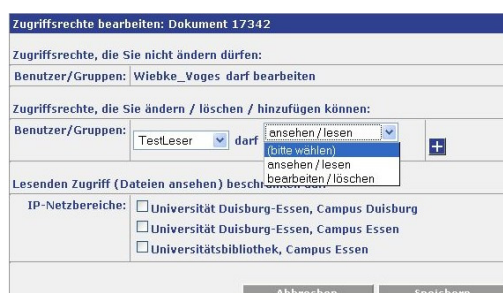 Zugriffsrechte bearbeiten: Dokument 17342
Zugriffsrechte, die Sie nicht ändern dürfen:
Benutzer/Gruppen: Wiebke_Voges darf bearbeiten
Zugriffsrechte, die Sie ändern / löschen / hinzufügen können:
Benutzer/Gruppen: TestLeser darf ansehen / lesen
(bitte wählen)
ansehen / lesen
bearbeiten / löschen
Lesenden Zugriff (Dateien ansehen)
IP-Netzbereiche: Universität Duisburg-Essen, Campus Duisburg
Universität Duisburg-Essen, Campus Essen
Universitätsbibliothek, Campus Essen
Abbrechen Speichern